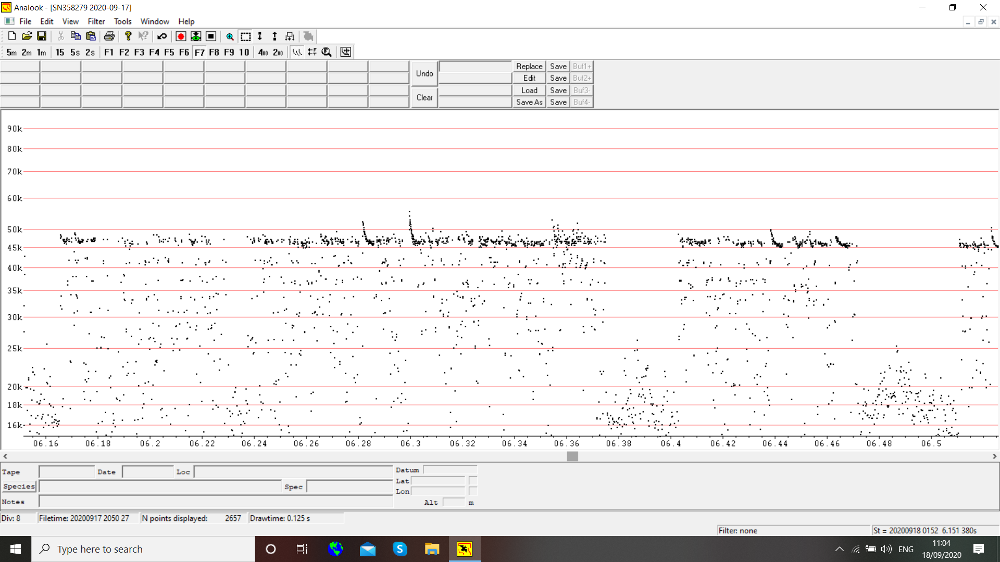 Analook - [SN358279 2020-09-17]
File Edit View Filter Tools Window Help
5m 2m 1m 15 5s 2s F1 F2 F3 F4 F5 F6 F7 F8 F9 10 400 200
Undo Replace Save Buf1+
Edit Save Buf2+
Clear Load Save Buf3-
Save As Save Buf4-
90k
80k
70k
60k
50k
45k
40k
35k
30k
25k
20k
18k
16k
06.16 06.18 06.2 06.22 06.24 06.26 06.28 06.3 06.32 06.34 06.36 06.38 06.4 06.42 06.44 06.46 06.48 06.5
Tape Date Loc Datum
Species Spec Lat
Lon
Notes Alt m
Div: 8 Filetime: 20200917 2050 27 N points displayed: 2657 Drawtime: 0.125 s
Filter: none St = 20200918 0152 6.151 380s
Type here to search
ENG
11:04
18/09/2020